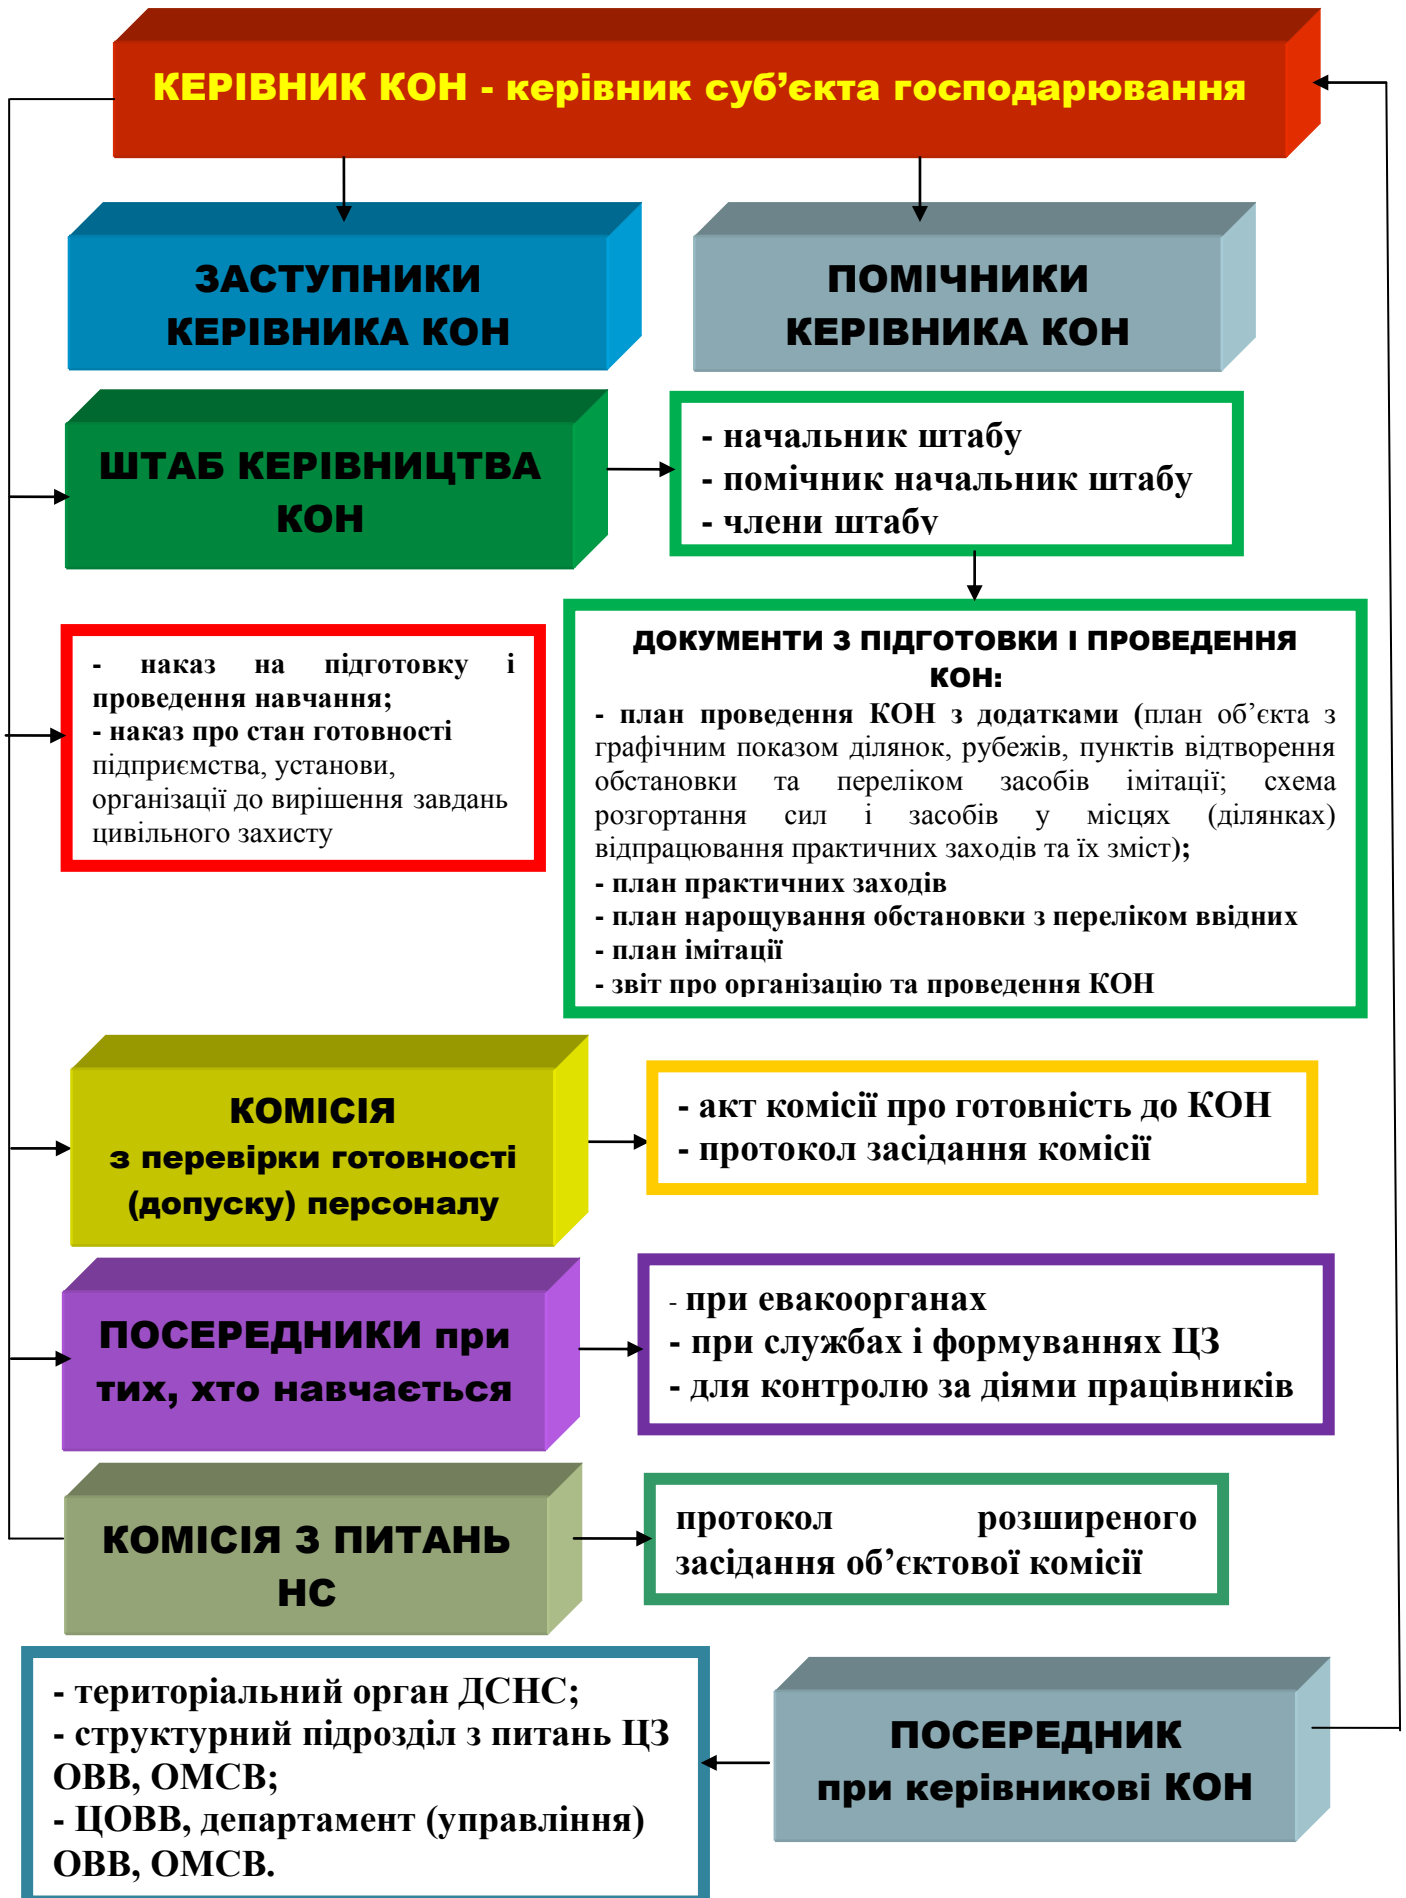 КЕРІВНИК КОН - керівник суб’єкта господарювання
ЗАСТУПНИКИ
КЕРІВНИКА КОН
ПОМІЧНИКИ
КЕРІВНИКА КОН
ШТАБ КЕРІВНИЦТВА
КОН
- начальник штабу
- помічник начальник штабу
- члени штабу
- наказ на підготовку і
проведення навчання;
- наказ про стан готовності
підприємства, установи,
організації до вирішення завдань
цивільного захисту
ДОКУМЕНТИ З ПІДГОТОВКИ І ПРОВЕДЕННЯ
КОН:
- план проведення КОН з додатками (план об’єкта з
графічним показом ділянок, рубежів, пунктів відтворення
обстановки та переліком засобів імітації; схема
розгортання сил і засобів у місцях (ділянках)
відпрацювання практичних заходів та їх зміст);
- план практичних заходів
- план нарощування обстановки з переліком ввідних
- план імітації
- звіт про організацію та проведення КОН
КОМІСІЯ
з перевірки готовності
(допуску) персоналу
- акт комісії про готовність до КОН
- протокол засідання комісії
ПОСЕРЕДНИКИ при
тих, хто навчається
- при евакоорганах
- при службах і формуваннях ЦЗ
- для контролю за діями працівників
КОМІСІЯ З ПИТАНЬ
НС
протокол розширеного
засідання об’єктової комісії
- територіальний орган ДСНС;
- структурний підрозділ з питань ЦЗ
ОВВ, ОМСВ;
- ЦОВВ, департамент (управління)
ОВВ, ОМСВ.
ПОСЕРЕДНИК
при керівникові КОН